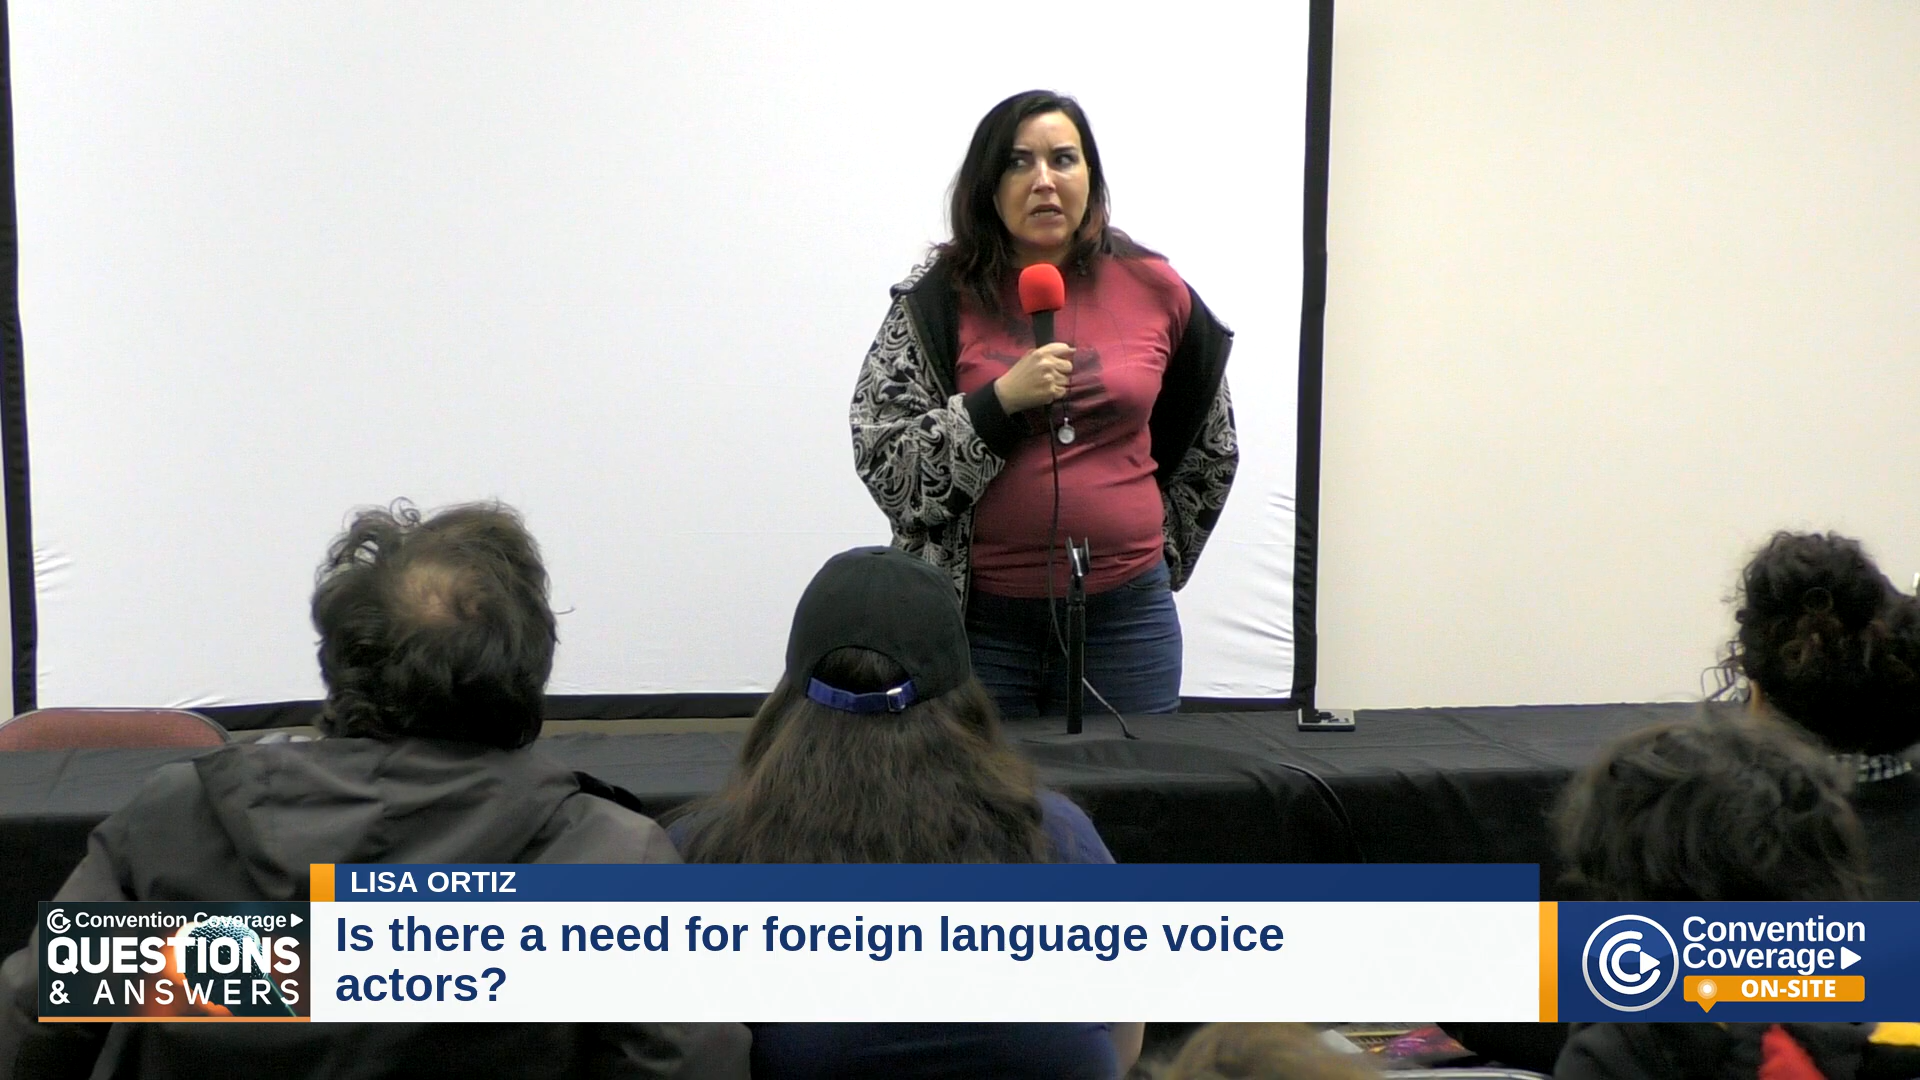 LISA ORTIZ
Convention Coverage
QUESTIONS
& ANSWERS
Is there a need for foreign language voice
actors?
Convention
Coverage
ON-SITE